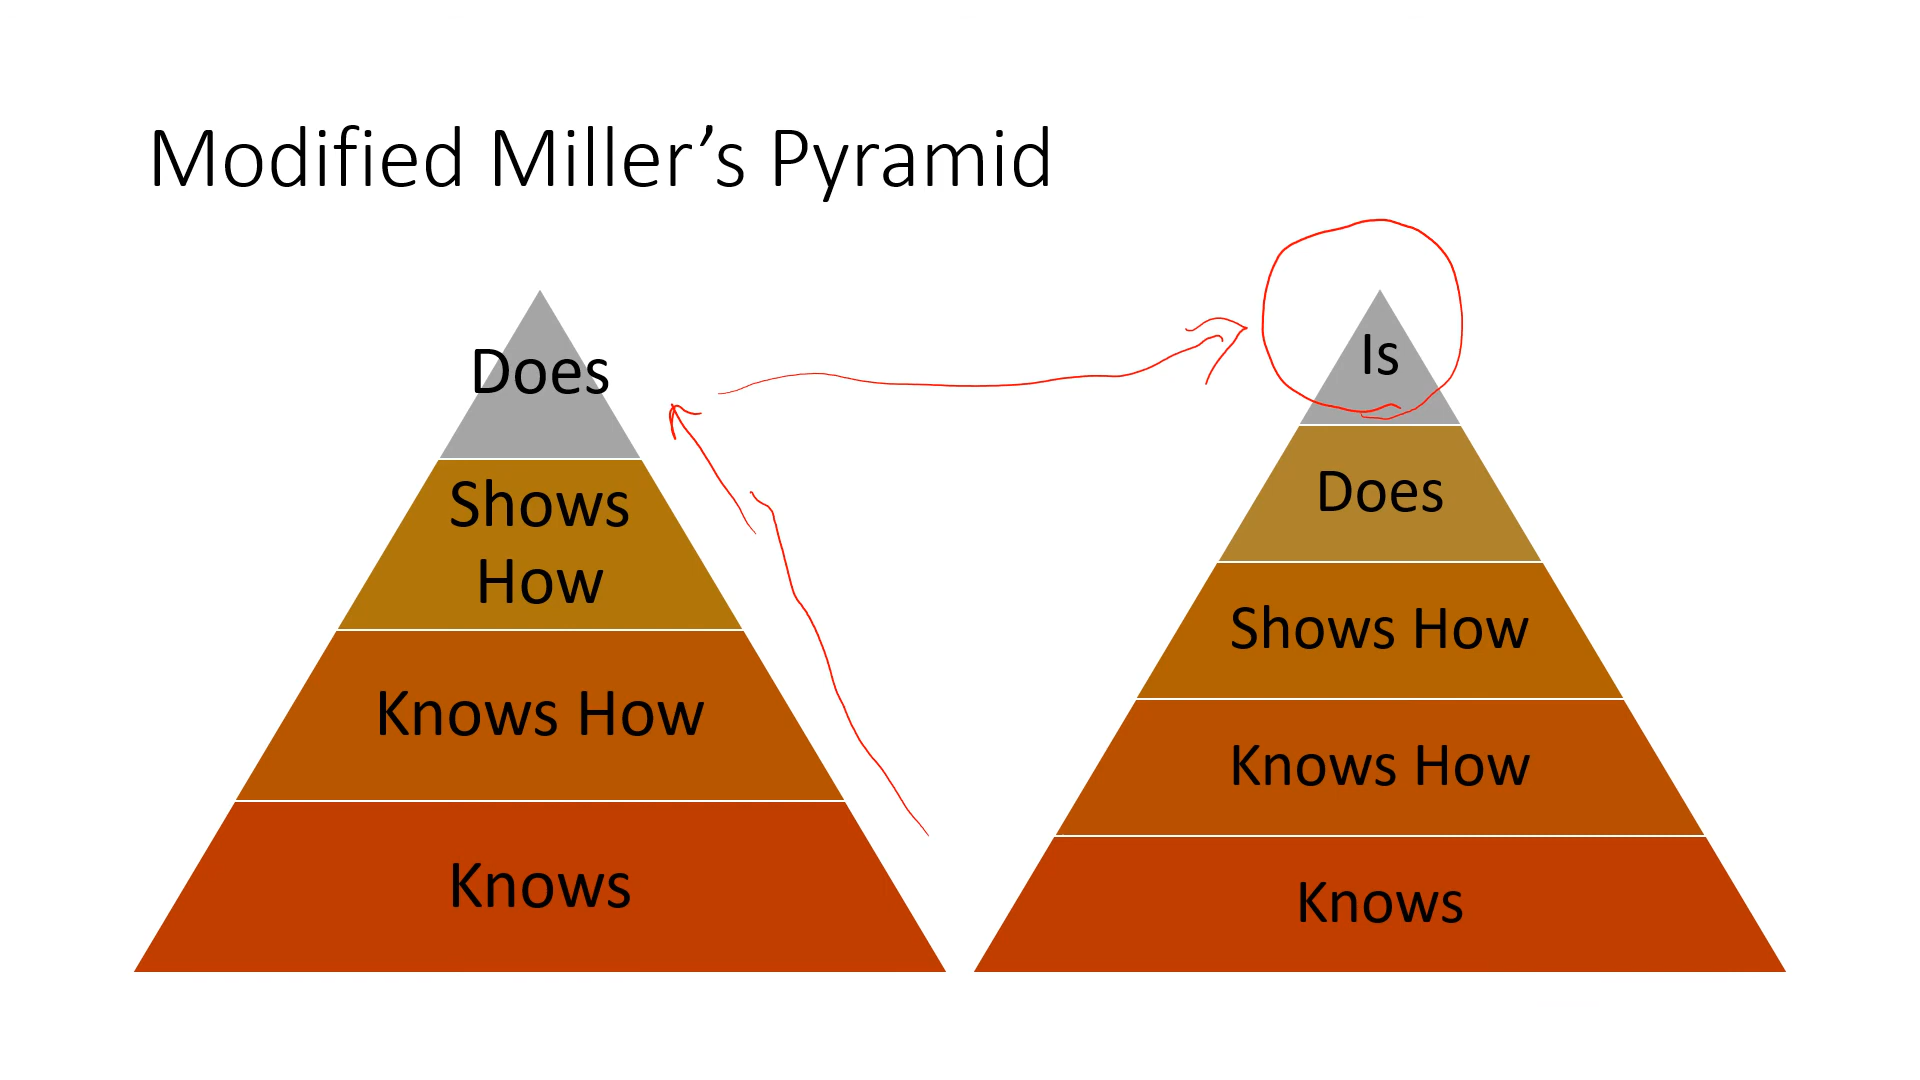 Modified Miller’s Pyramid
Does
Shows
How
Knows How
Knows
Is
Does
Shows How
Knows How
Knows